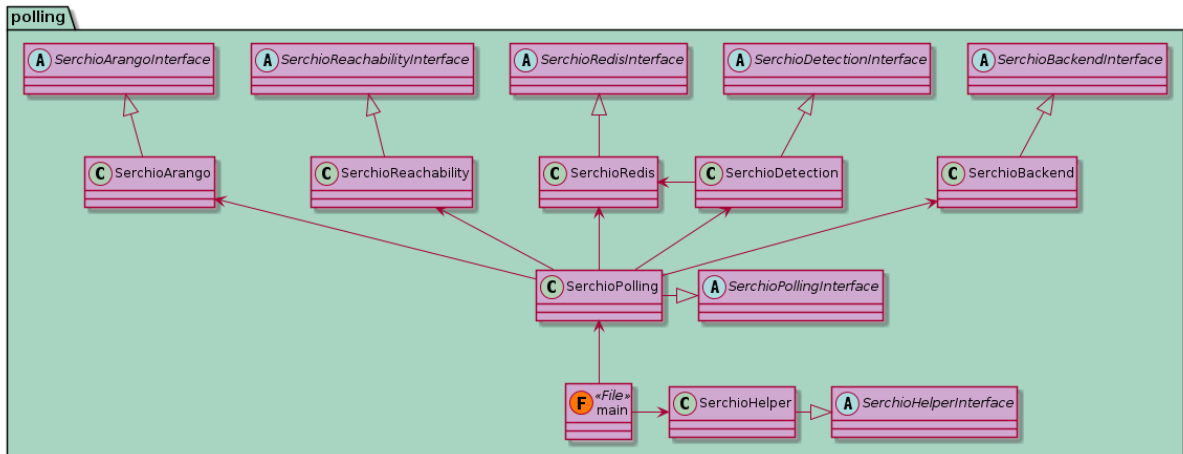 polling
A SerchioArangoInterface
A SerchioReachabilityInterface
A SerchioRedisInterface
A SerchioDetectionInterface
A SerchioBackendInterface
C SerchioArango
C SerchioReachability
C SerchioRedis
C SerchioDetection
C SerchioBackend
C SerchioPolling
A SerchioPollingInterface
F «File»
main
C SerchioHelper
A SerchioHelperInterface